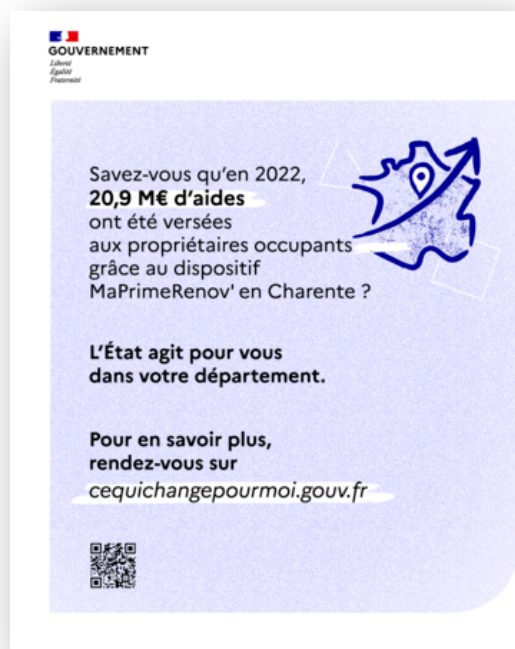 GOUVERNEMENT
Liberté
Égalité
Fraternité
Savez-vous qu'en 2022,
20,9 M€ d'aides
ont été versées
aux propriétaires occupants
grâce au dispositif
MaPrimeRenov' en Charente ?
L'État agit pour vous
dans votre département.
Pour en savoir plus,
rendez-vous sur
cequichangepourmoi.gouv.fr